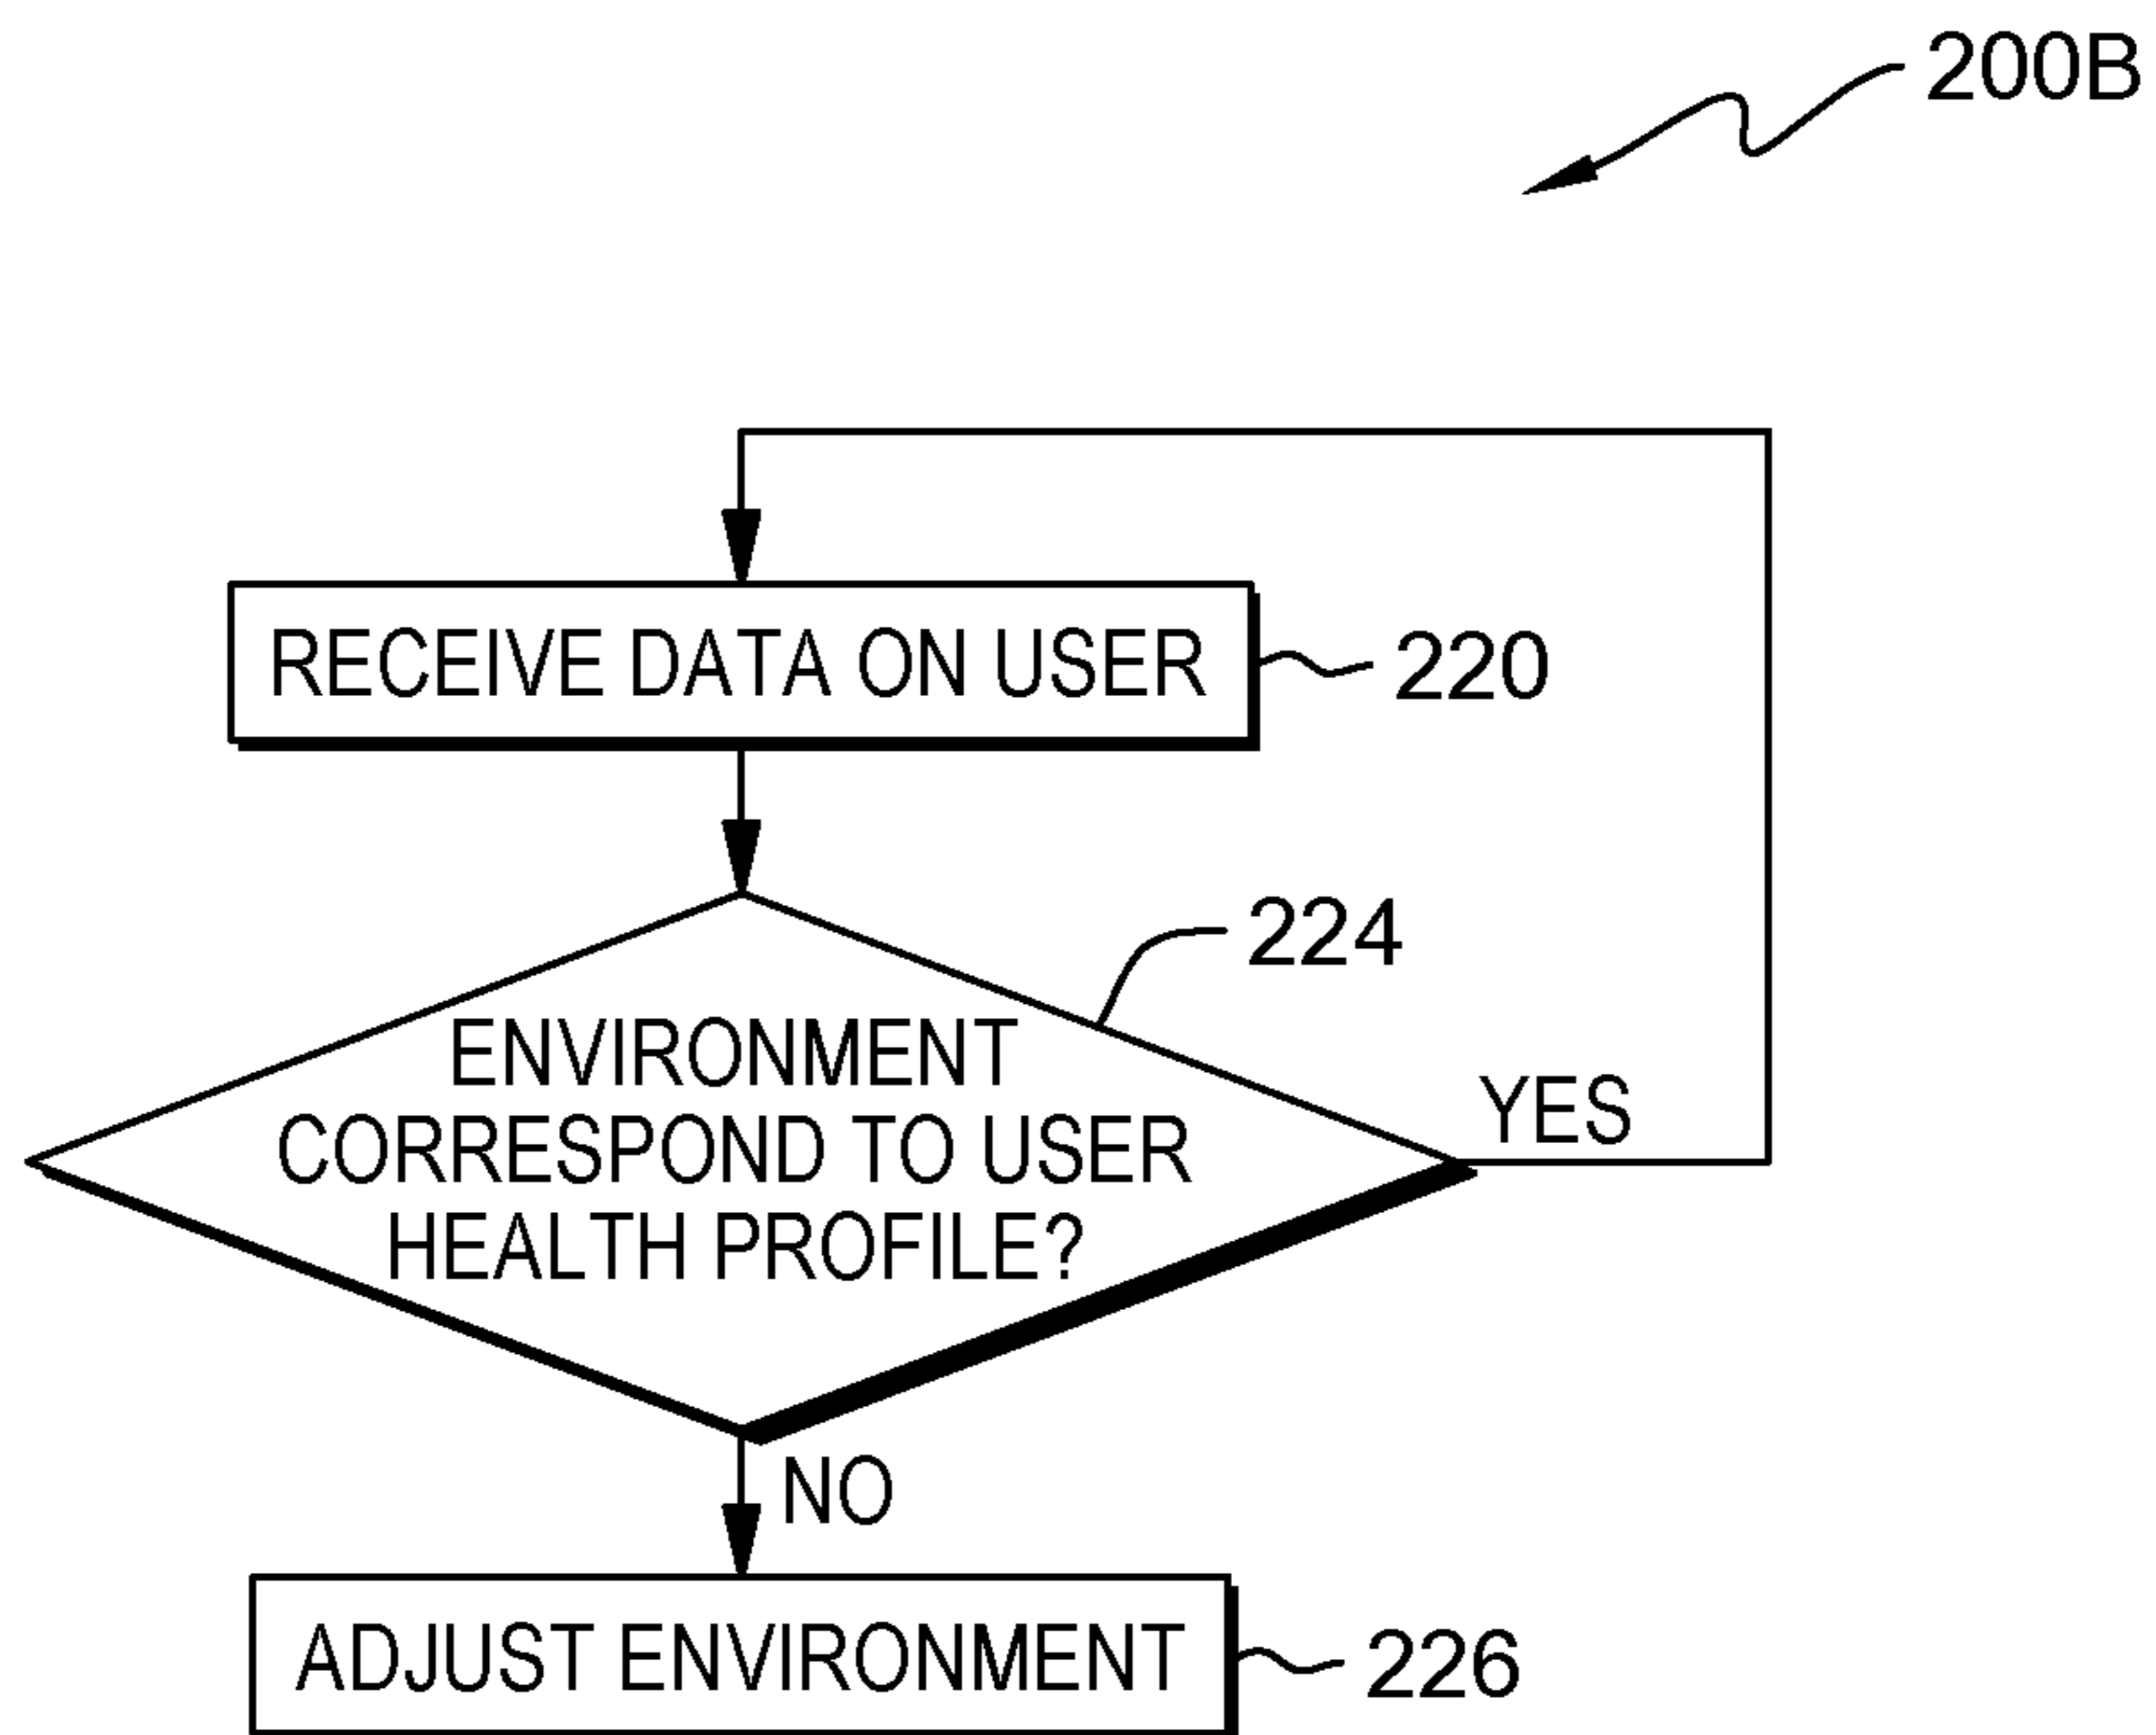 200B
RECEIVE DATA ON USER
220
224
ENVIRONMENT
CORRESPOND TO USER
HEALTH PROFILE?
YES
NO
ADJUST ENVIRONMENT
226